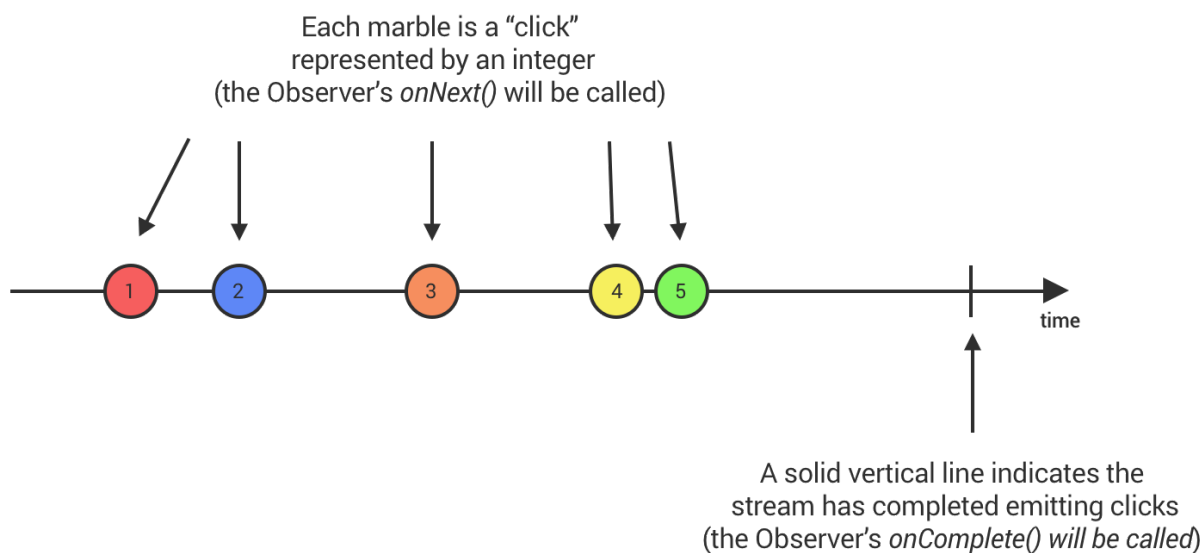 Each marble is a “click”
represented by an integer
(the Observer’s onNext() will be called)
1 2 3 4 5
time
A solid vertical line indicates the
stream has completed emitting clicks
(the Observer’s onComplete() will be called)